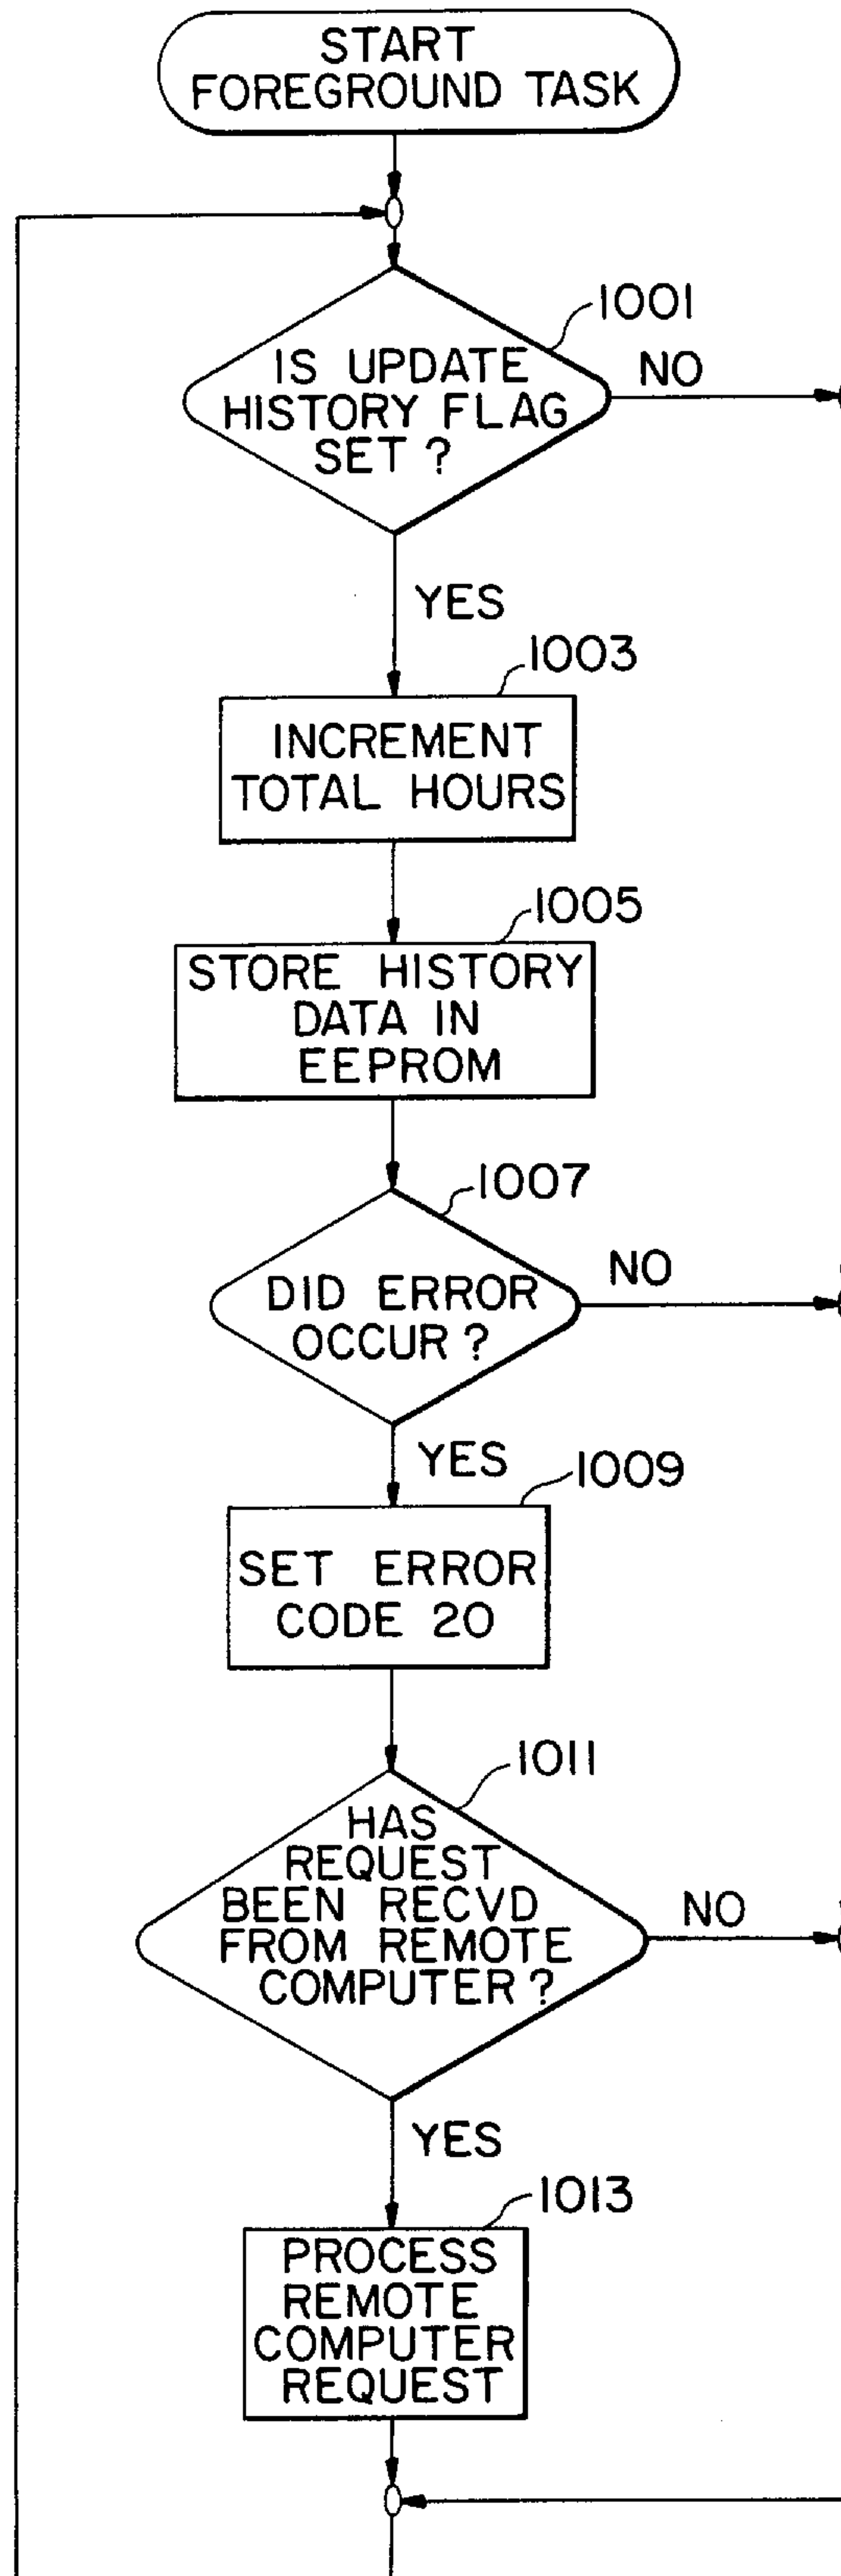 START
FOREGROUND TASK
1001
IS UPDATE
HISTORY FLAG
SET ?
NO
YES
1003
INCREMENT
TOTAL HOURS
1005
STORE HISTORY
DATA IN
EEPROM
1007
DID ERROR
OCCUR ?
NO
YES
1009
SET ERROR
CODE 20
1011
HAS
REQUEST
BEEN RECVD
FROM REMOTE
COMPUTER ?
NO
YES
1013
PROCESS
REMOTE
COMPUTER
REQUEST